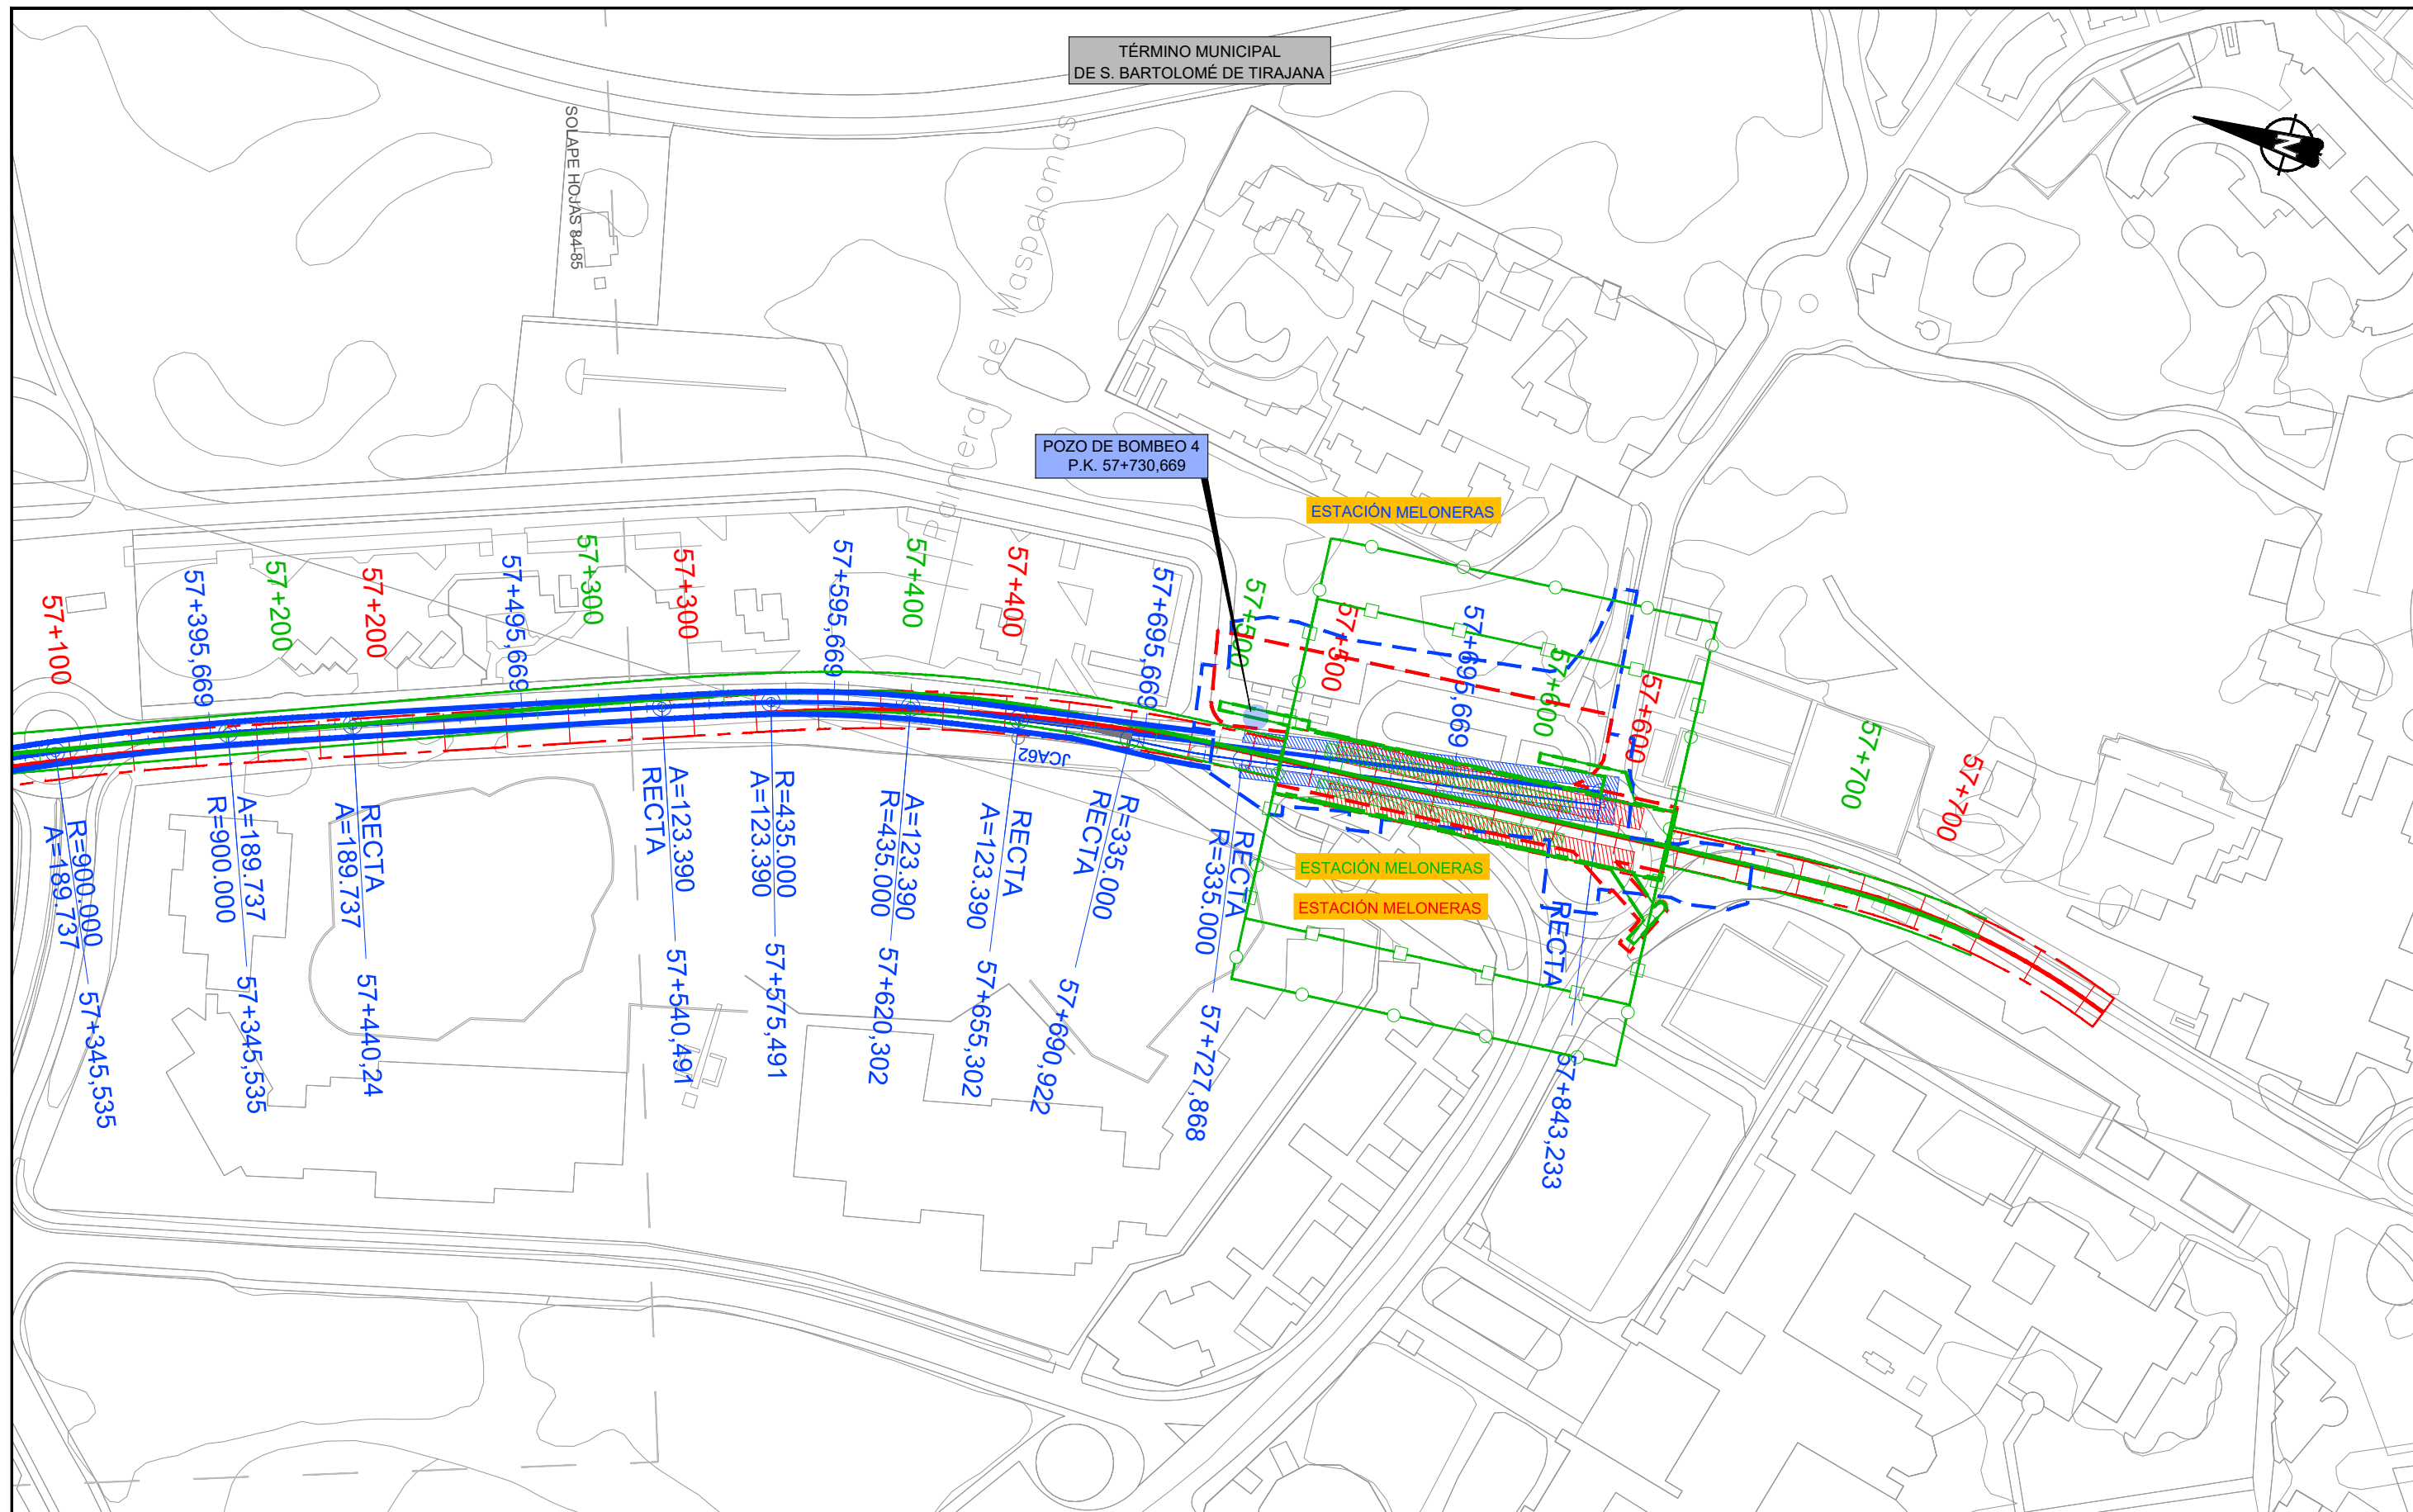 TÉRMINO MUNICIPAL
DE S. BARTOLOMÉ DE TIRAJANA
SOLAPE HOJAS 84-85
POZO DE BOMBEO 4
P.K. 57+730,669
ESTACIÓN MELONERAS
57+100
57+395,669
57+200
57+200
57+495,669
57+300
57+300
57+595,669
57+400
57+400
57+695,669
57+500
57+500
57+695,669
57+600
57+600
57+700
57+700
JCA62
ESTACIÓN MELONERAS
ESTACIÓN MELONERAS
R=900.000
A=189.737
57+345,535
A=189.737
R=900.000
57+345,535
RECTA
A=189.737
57+440,24
A=123.390
RECTA
57+540,491
R=435.000
A=123.390
57+575,491
A=123.390
R=435.000
57+620,302
RECTA
A=123.390
57+655,302
R=335.000
RECTA
57+690,922
RECTA
R=335.000
57+727,868
RECTA
57+843,233
N